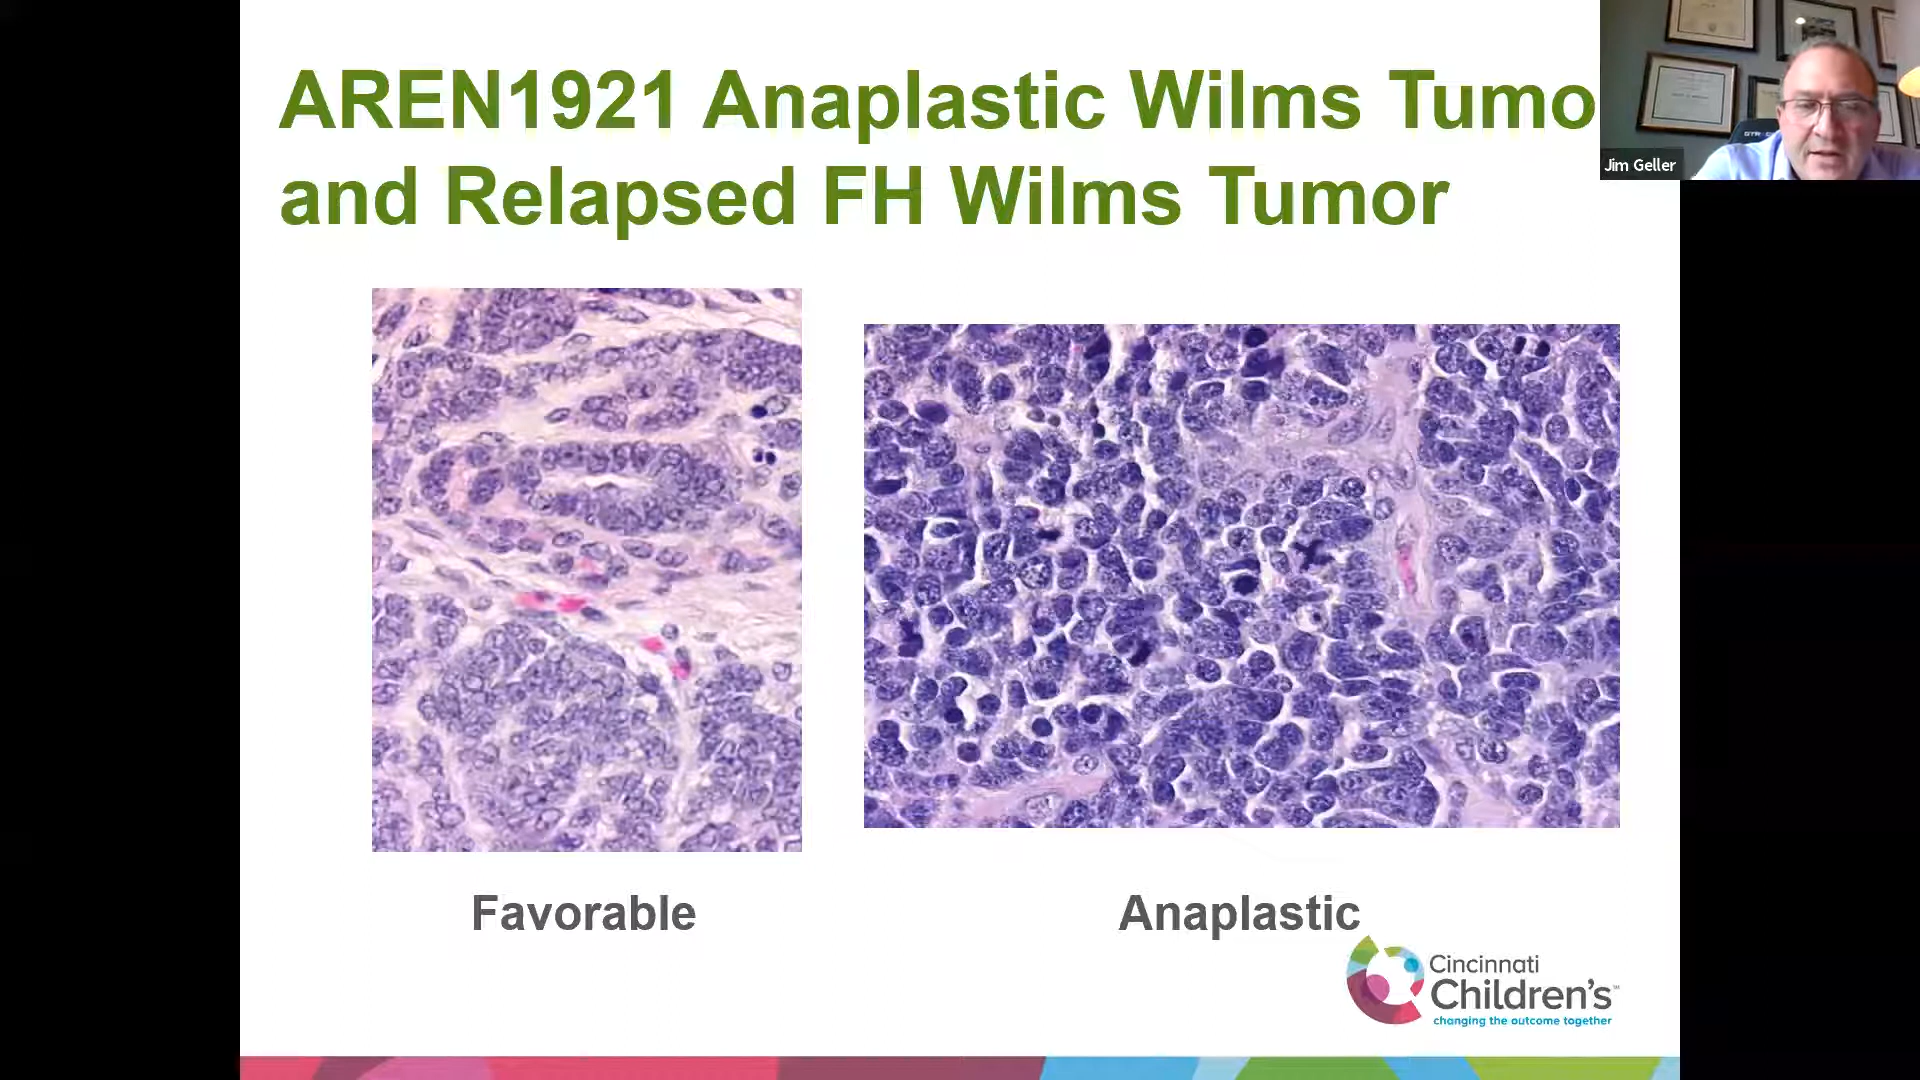 AREN1921 Anaplastic Wilms Tumo
and Relapsed FH Wilms Tumor
Jim Geller
Favorable
Anaplastic
Cincinnati
Children's™
changing the outcome together